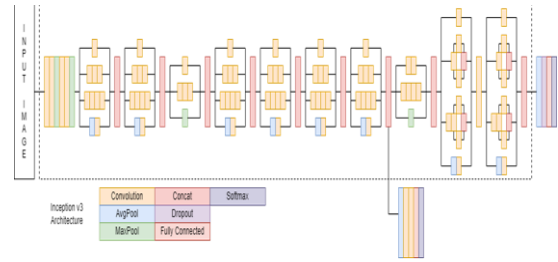 INPUT
IMAGE
Convolution Concat Softmax
Inception v3
Architecture
AvgPool Dropout
MaxPool Fully Connected